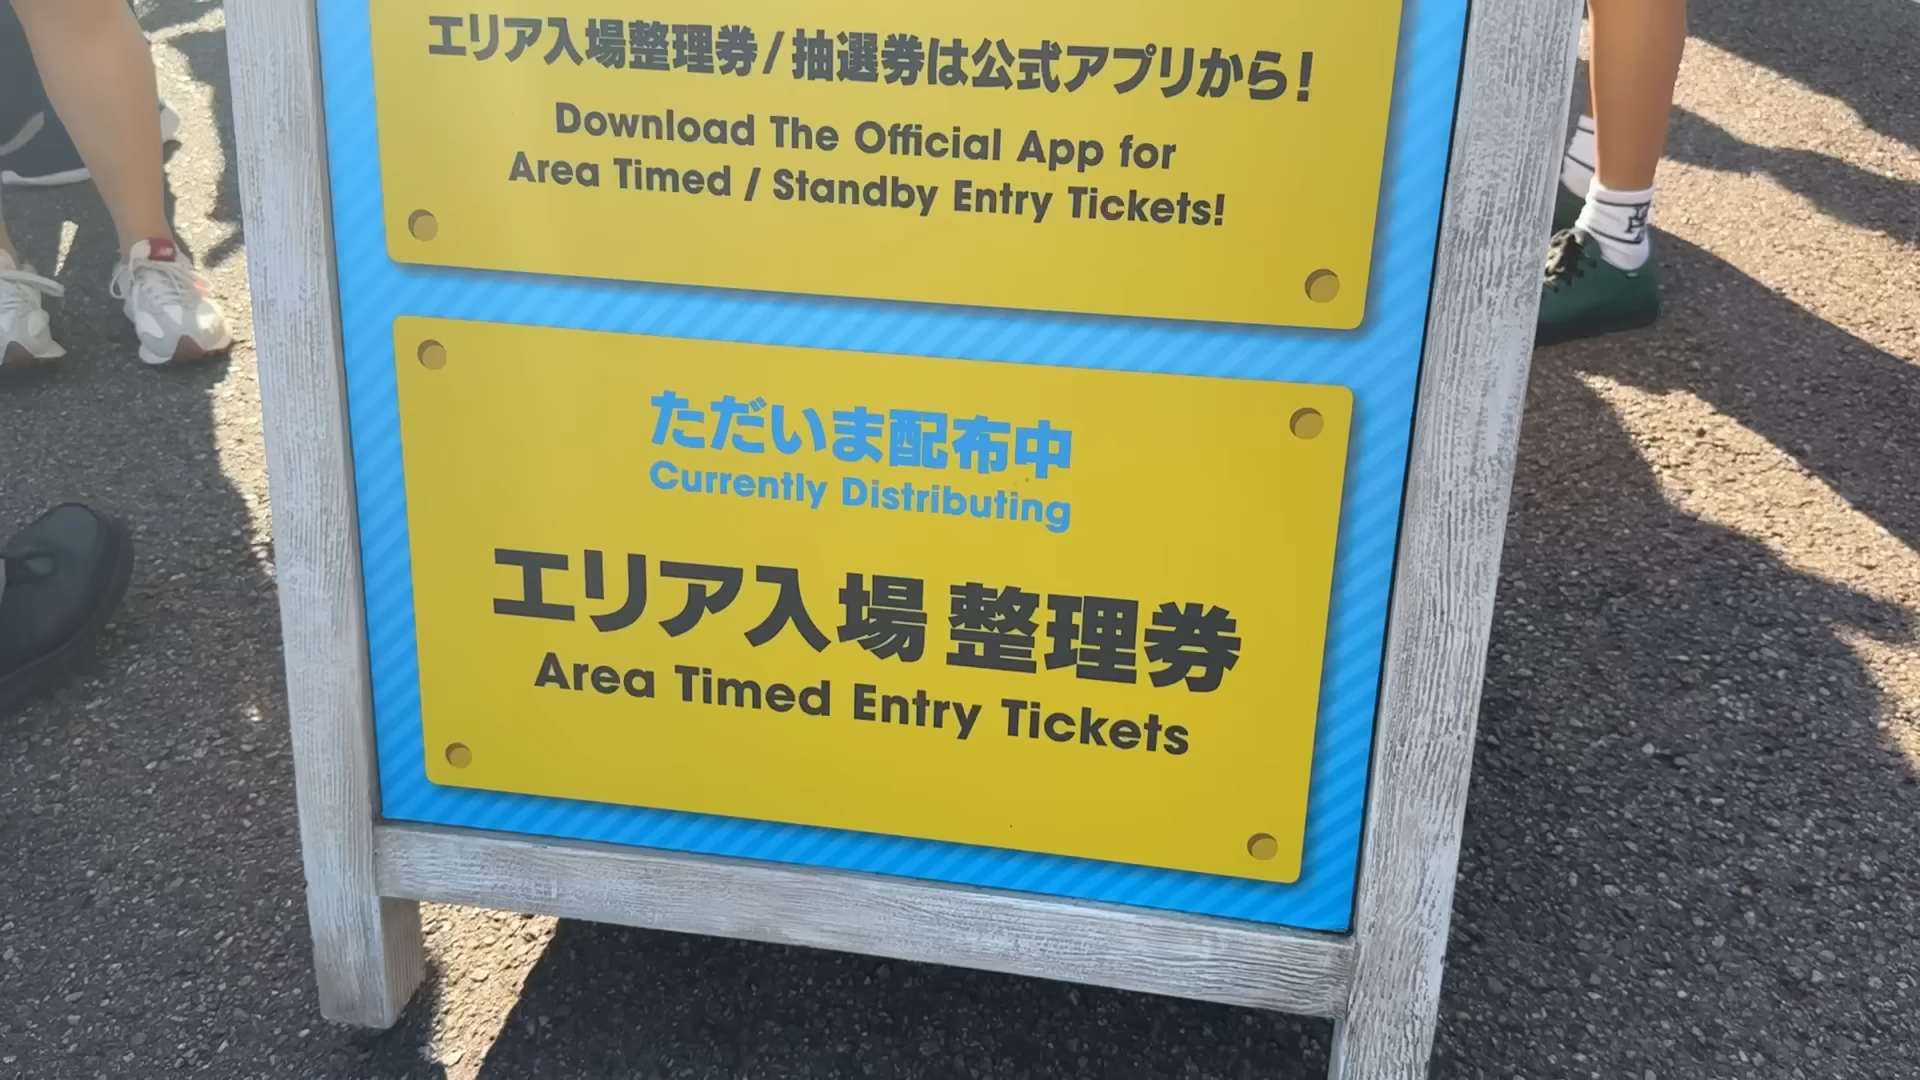 エリア入場整理券/抽選券は公式アプリから!
Download The Official App for
Area Timed / Standby Entry Tickets!
ただいま配布中
Currently Distributing
エリア入場 整理券
Area Timed Entry Tickets